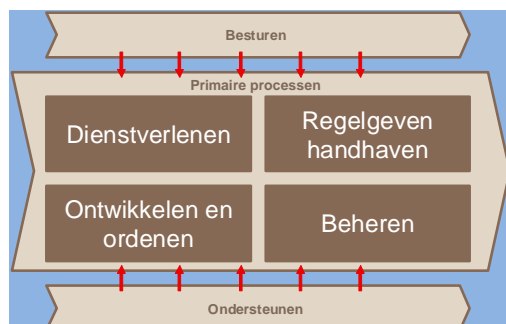 Besturen
Primaire processen
Dienstverlenen
Regelgeven
handhaven
Ontwikkelen en
ordenen
Beheren
Ondersteunen